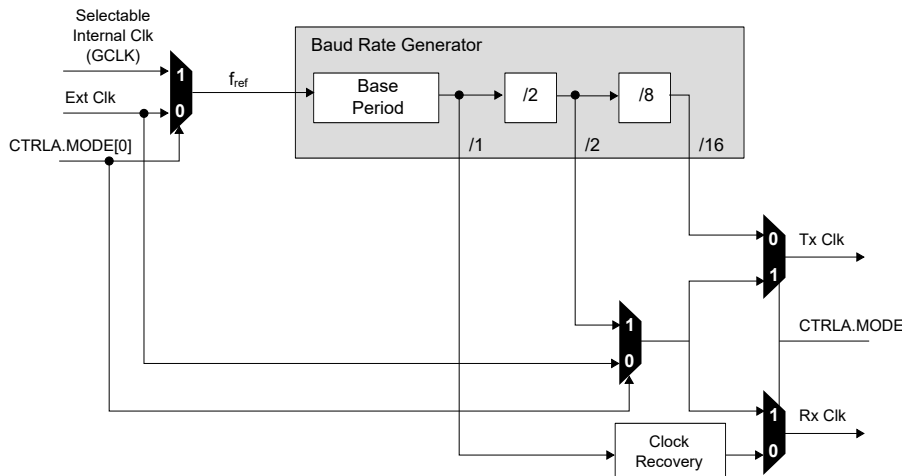 Selectable
Internal Clk
(GCLK)
Baud Rate Generator
1
f_ref
Base
Period
/2
/8
Ext Clk
0
CTRLA.MODE[0]
/1
/2
/16
0
Tx Clk
1
1
CTRLA.MODE
0
1
Rx Clk
Clock
Recovery
0